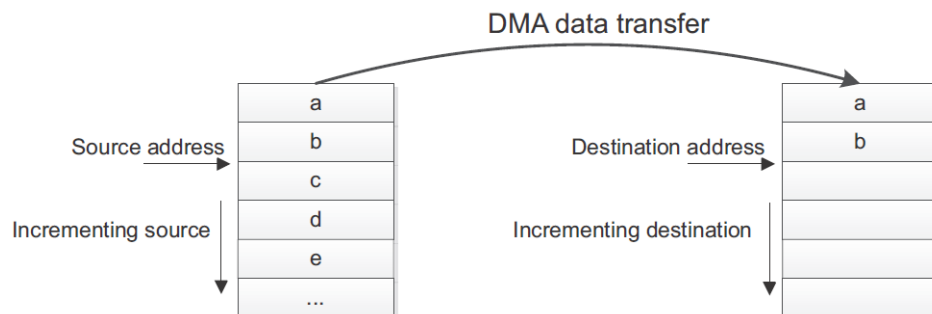 DMA data transfer
a
b
c
d
e
...
Source address
Incrementing source
a
b
Destination address
Incrementing destination